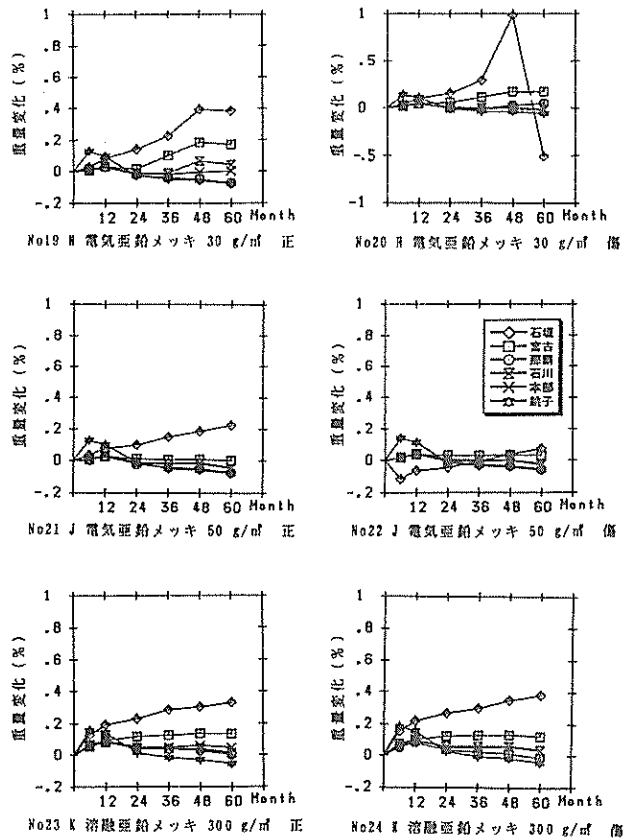 1
.8
.6
.4
.2
0
-.2
重量変化 (%)
12 24 36 48 60 Month
No19 H 電気亜鉛メッキ 30 g/㎡ 正
1
0.5
0
-.5
-1
重量変化 (%)
12 24 36 48 60 Month
No20 H 電気亜鉛メッキ 30 g/㎡ 傷
1
.8
.6
.4
.2
0
-.2
重量変化 (%)
12 24 36 48 60 Month
No21 J 電気亜鉛メッキ 50 g/㎡ 正
1
.8
.6
.4
.2
0
-.2
重量変化 (%)
石垣
宮古
那覇
石川
本部
銚子
12 24 36 48 60 Month
No22 J 電気亜鉛メッキ 50 g/㎡ 傷
1
.8
.6
.4
.2
0
-.2
重量変化 (%)
12 24 36 48 60 Month
No23 K 溶融亜鉛メッキ 300 g/㎡ 正
1
.8
.6
.4
.2
0
-.2
重量変化 (%)
12 24 36 48 60 Month
No24 K 溶融亜鉛メッキ 300 g/㎡ 傷